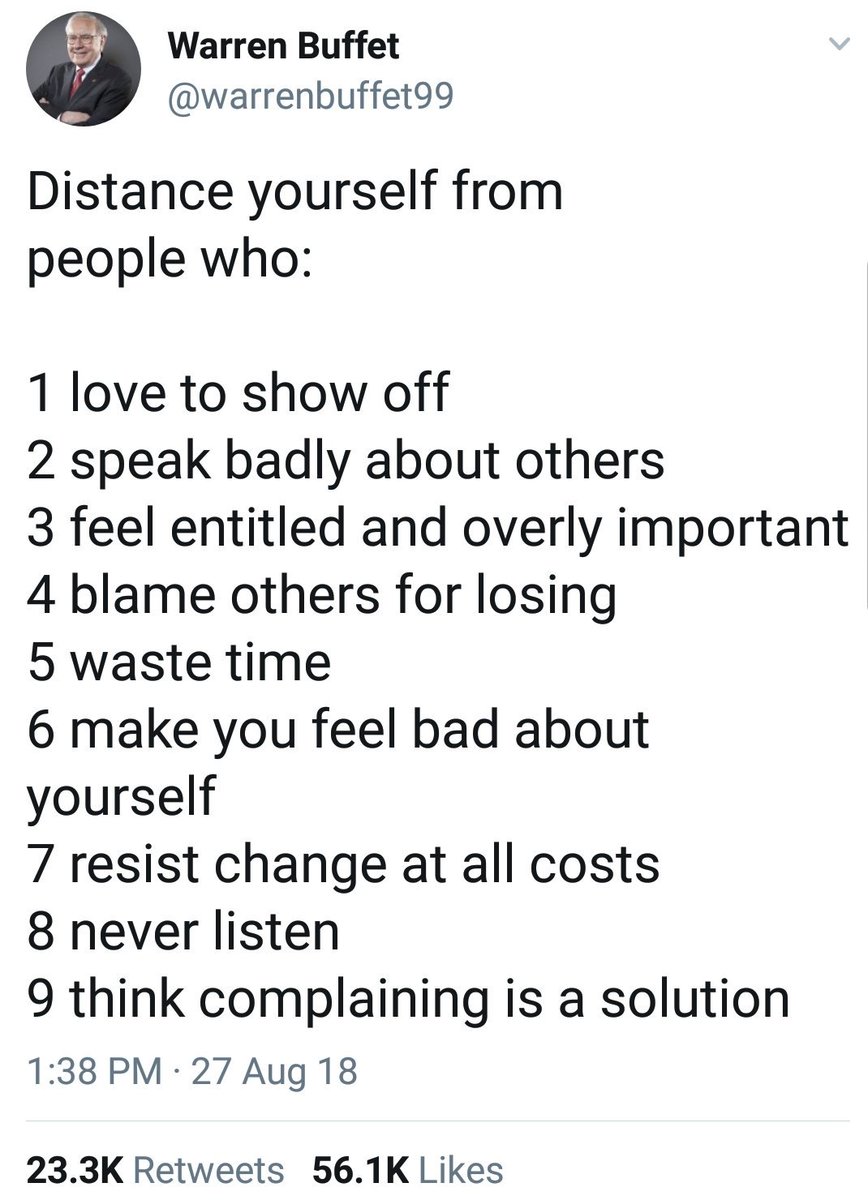 Warren Buffet
@warrenbuffet99
Distance yourself from
people who:
1 love to show off
2 speak badly about others
3 feel entitled and overly important
4 blame others for losing
5 waste time
6 make you feel bad about
yourself
7 resist change at all costs
8 never listen
9 think complaining is a solution
1:38 PM · 27 Aug 18
23.3K Retweets 56.1K Likes